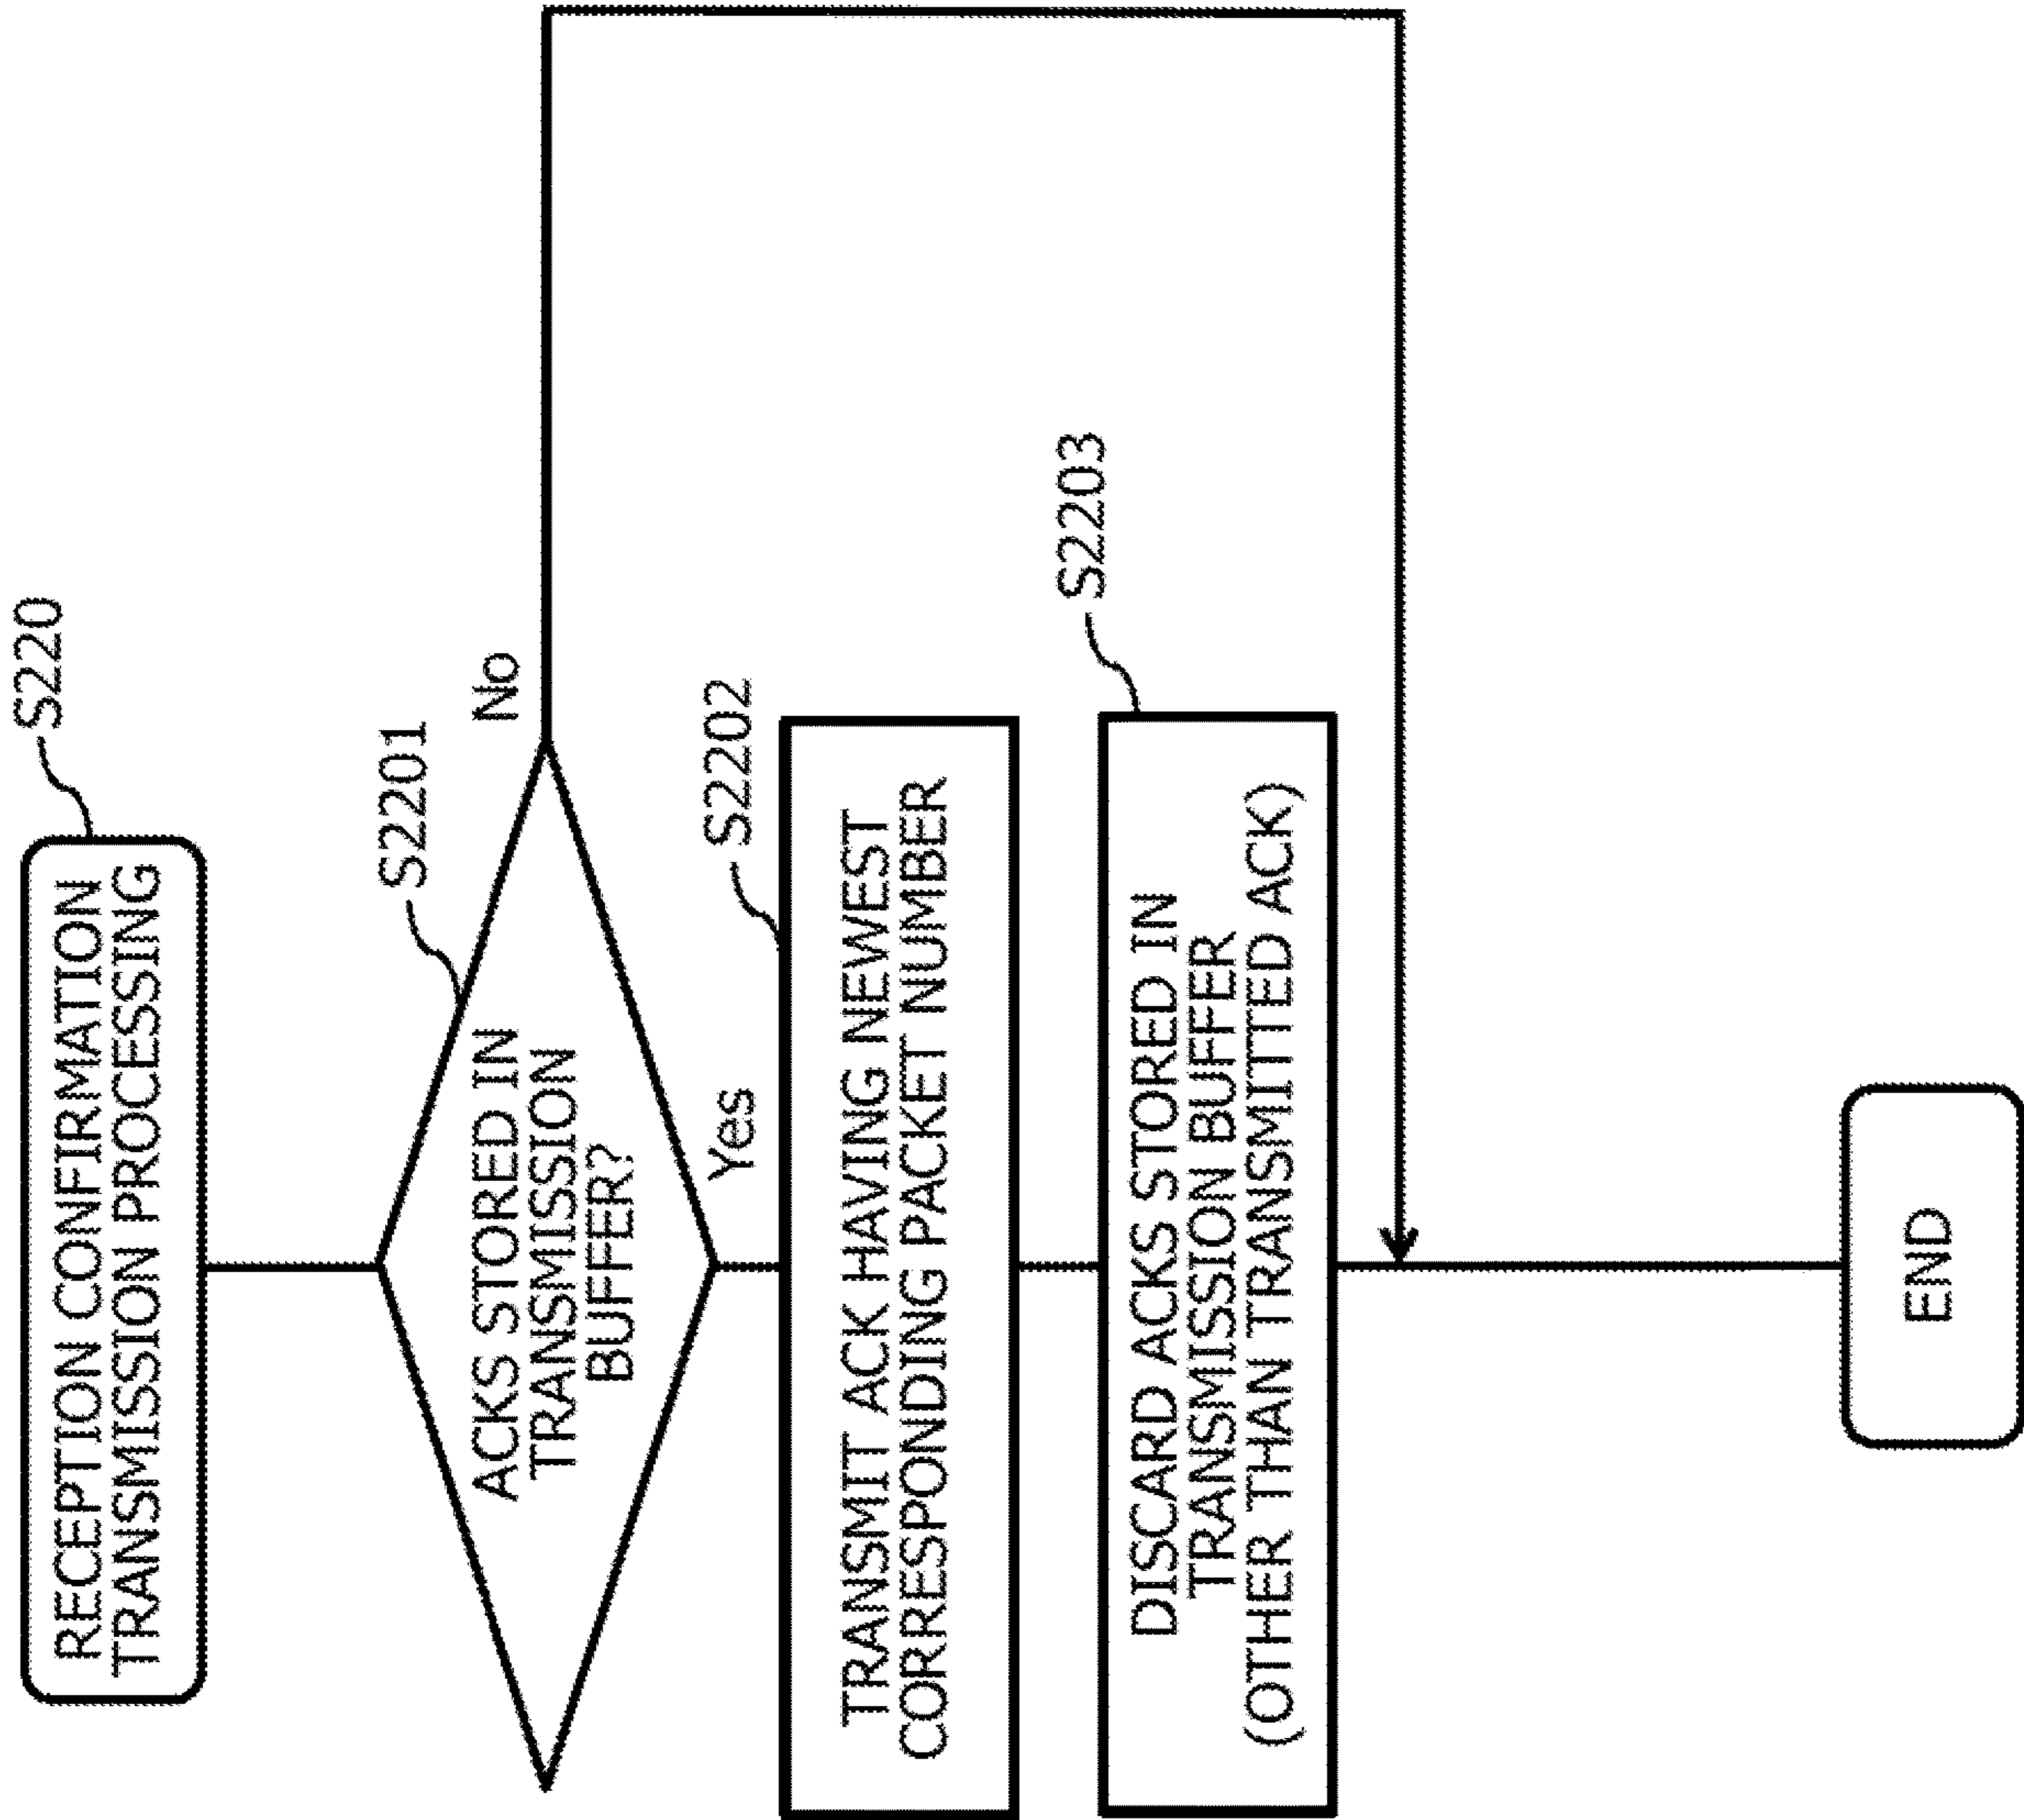 S220
RECEPTION CONFIRMATION
TRANSMISSION PROCESSING
S2201
ACKS STORED IN
TRANSMISSION
BUFFER?
No
Yes
S2202
TRANSMIT ACK HAVING NEWEST
CORRESPONDING PACKET NUMBER
S2203
DISCARD ACKS STORED IN
TRANSMISSION BUFFER
(OTHER THAN TRANSMITTED ACK)
END